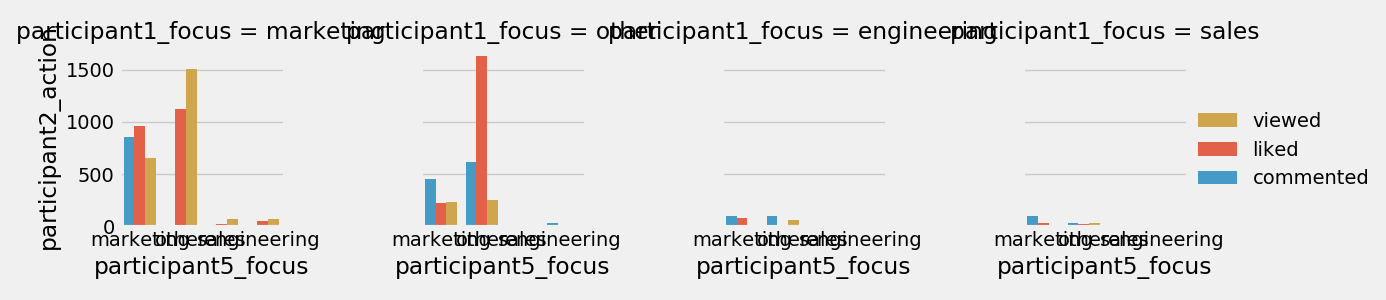 participant1_focus = marketing participant1_focus = other participant1_focus = engineering participant1_focus = sales
participant2_action
1500
1000
500
0
viewed
liked
commented
marketing other sales engineering marketing other sales engineering marketing other sales engineering marketing other sales engineering
participant5_focus participant5_focus participant5_focus participant5_focus